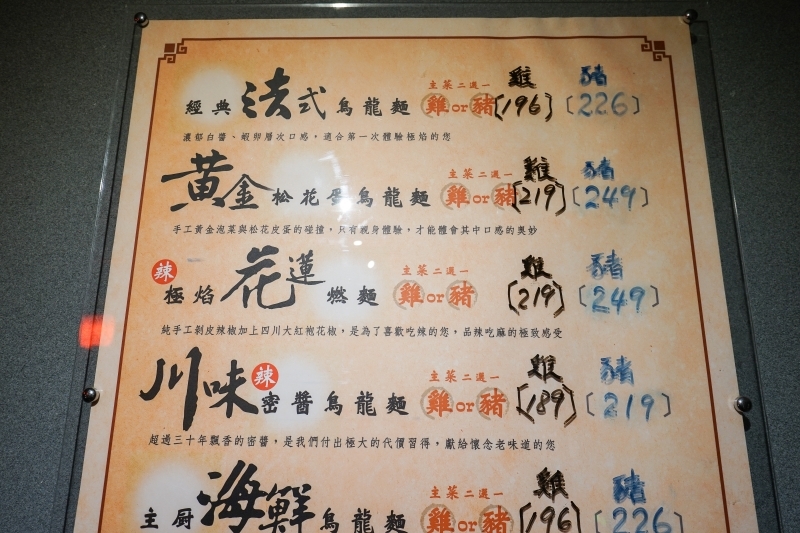 主菜二選一 雞 豬
經典法式烏龍麵 雞or豬 (196) (226)
濃郁白醬、蝦卵層次口感，適合第一次體驗極焰的您
主菜二選一 雞 豬
黃金松花蛋烏龍麵 雞or豬 (219) (249)
手工黃金泡菜與松花皮蛋的碰撞，只有親身體驗，才能體會其中口感的奧妙
辣 主菜二選一 雞 豬
極焰花蓮燃麵 雞or豬 (219) (249)
純手工剝皮辣椒加上四川大紅袍花椒，是為了喜歡吃辣的您，品辣吃麻的極致感受
辣 主菜二選一 雞 豬
川味密醬烏龍麵 雞or豬 (189) (219)
超過三十年飄香的密醬，是我們付出極大的代價習得，獻給懷念老味道的您
主菜二選一 雞 豬
主厨海鮮烏龍麵 雞or豬 (196 (226